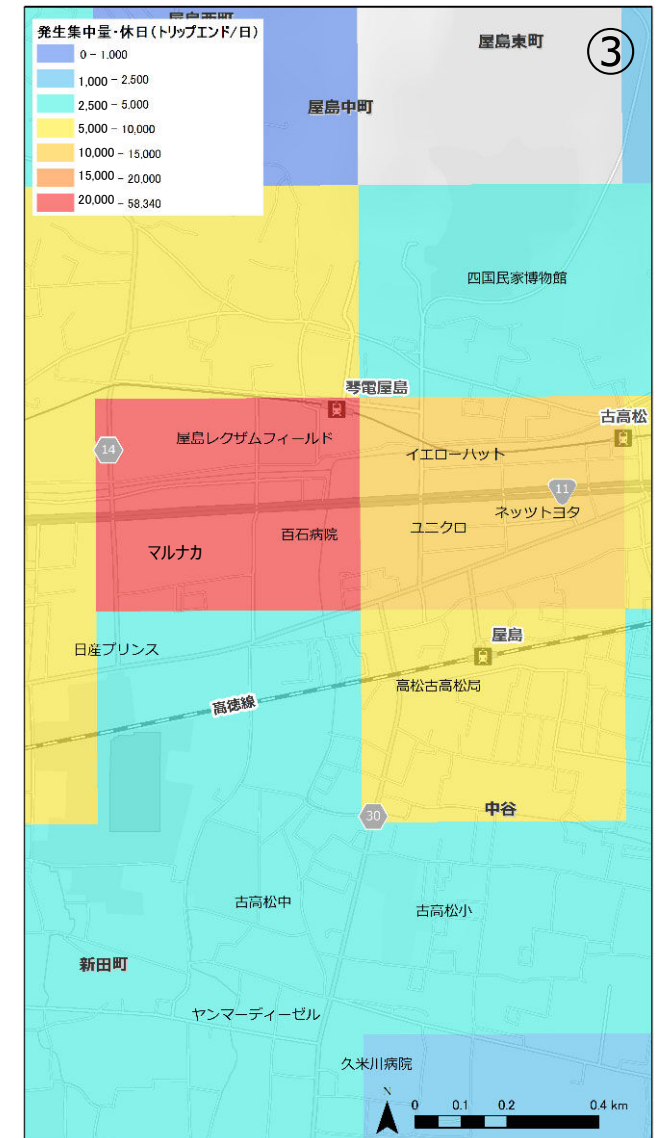 屋島西町
発生集中量・休日(トリップエンド/日)
0 – 1.000
1,000 – 2.500
2,500 – 5.000
5,000 – 10,000
10,000 – 15,000
15,000 – 20,000
20,000 – 58,340
屋島東町
③
屋島中町
四国民家博物館
琴電屋島
古高松
屋島レクザムフィールド
14
イエローハット
11
ネッツトヨタ
ユニクロ
百石病院
マルナカ
屋島
日産プリンス
高松古高松局
高徳線
30
中谷
古高松中
古高松小
新田町
ヤンマーディーゼル
久米川病院
N
0 0.1 0.2 0.4 km